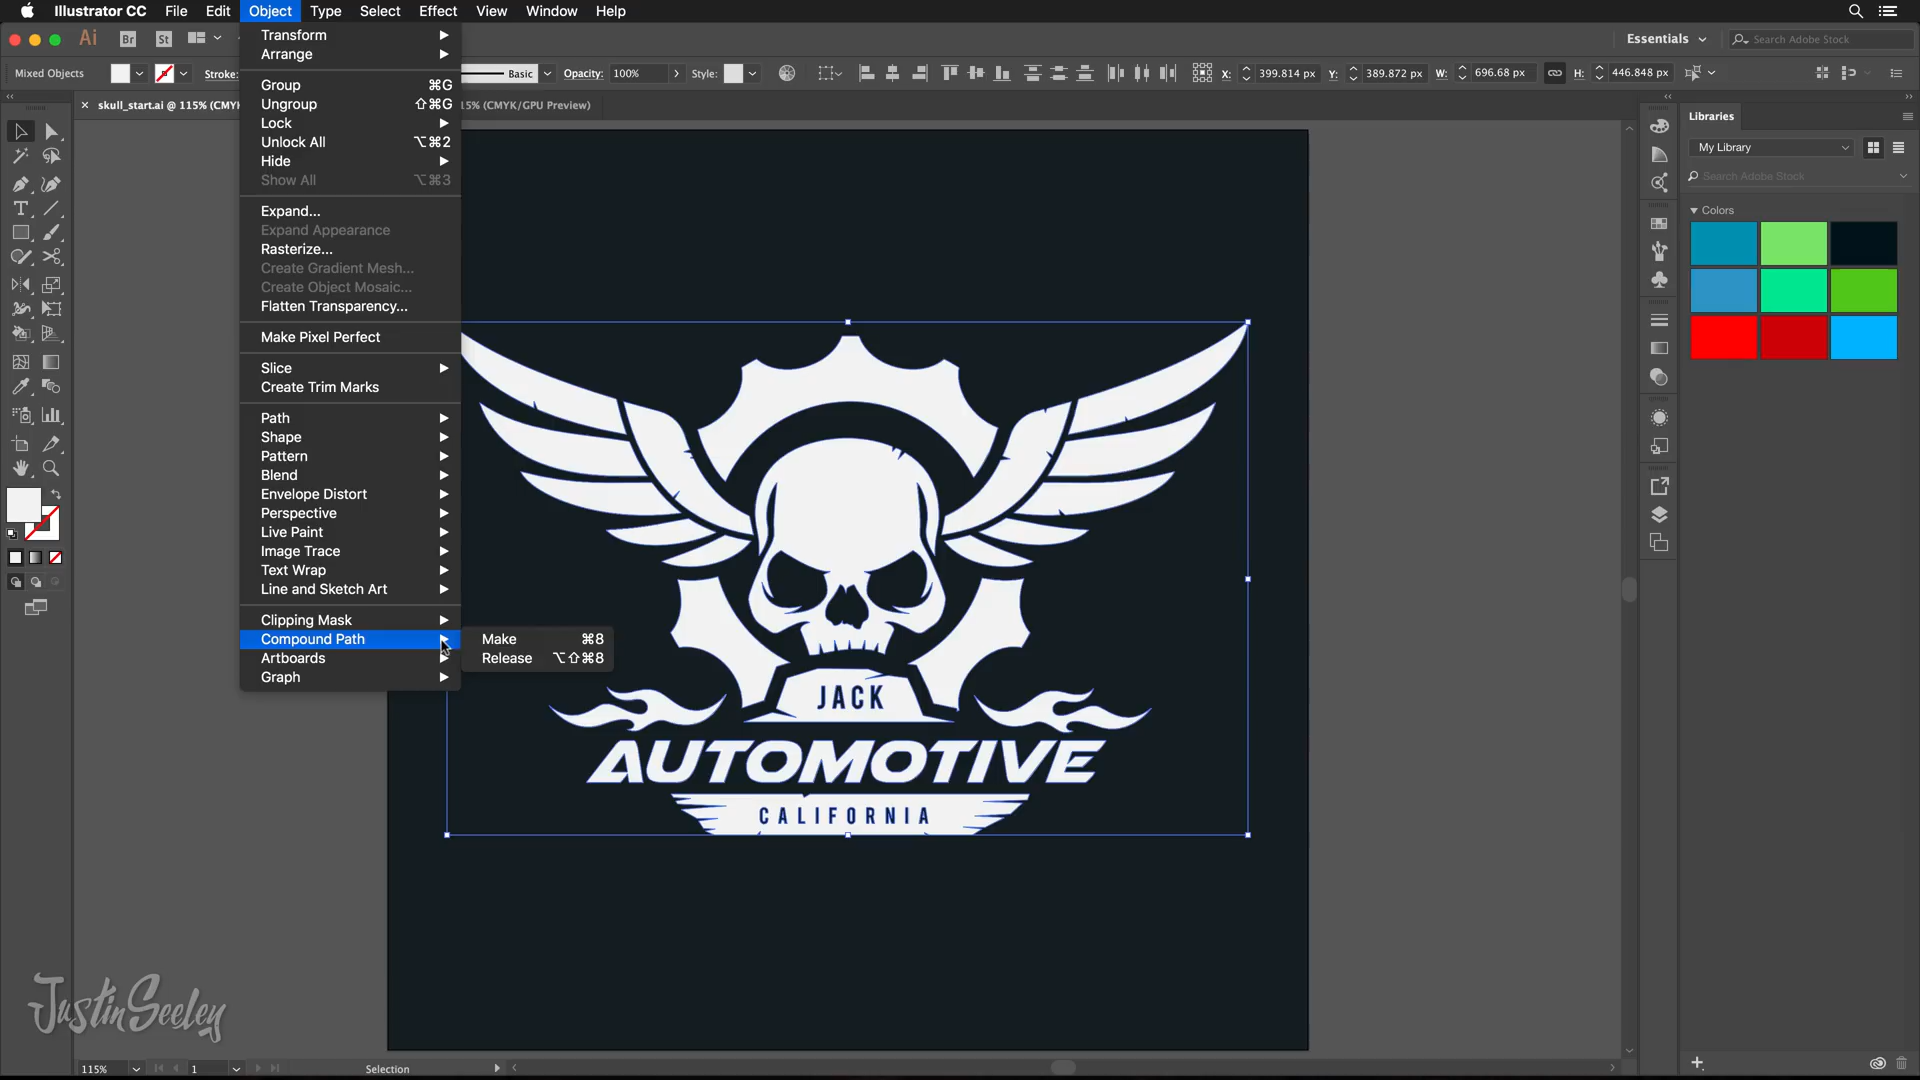 Illustrator CC File Edit Object Type Select Effect View Window Help
Ai Br St Essentials Search Adobe Stock
Mixed Objects Stroke: Basic Opacity: 100% Style: X: 399.814 px Y: 389.872 px W: 696.68 px H: 446.848 px
× skull_start.ai @ 115% (CMYK 15% (CMYK/GPU Preview)
Transform
Arrange
Group ⌘G
Ungroup ⇧⌘G
Lock
Unlock All ⌥⌘2
Hide
Show All ⌥⌘3
Expand...
Expand Appearance
Rasterize...
Create Gradient Mesh...
Create Object Mosaic...
Flatten Transparency...
Make Pixel Perfect
Slice
Create Trim Marks
Path
Shape
Pattern
Blend
Envelope Distort
Perspective
Live Paint
Image Trace
Text Wrap
Line and Sketch Art
Clipping Mask
Compound Path
Artboards
Graph
Make ⌘8
Release ⌥⇧⌘8
JACK
AUTOMOTIVE
CALIFORNIA
Libraries
My Library
Search Adobe Stock
Colors
JustinSeeley
115% 1 Selection